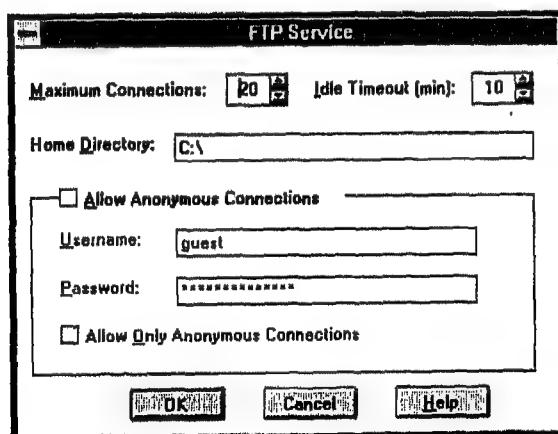 FTP Service
Maximum Connections: 20 Idle Timeout (min): 10
Home Directory: C:\
Allow Anonymous Connections
Username: guest
Password: **************
Allow Only Anonymous Connections
OK Cancel Help